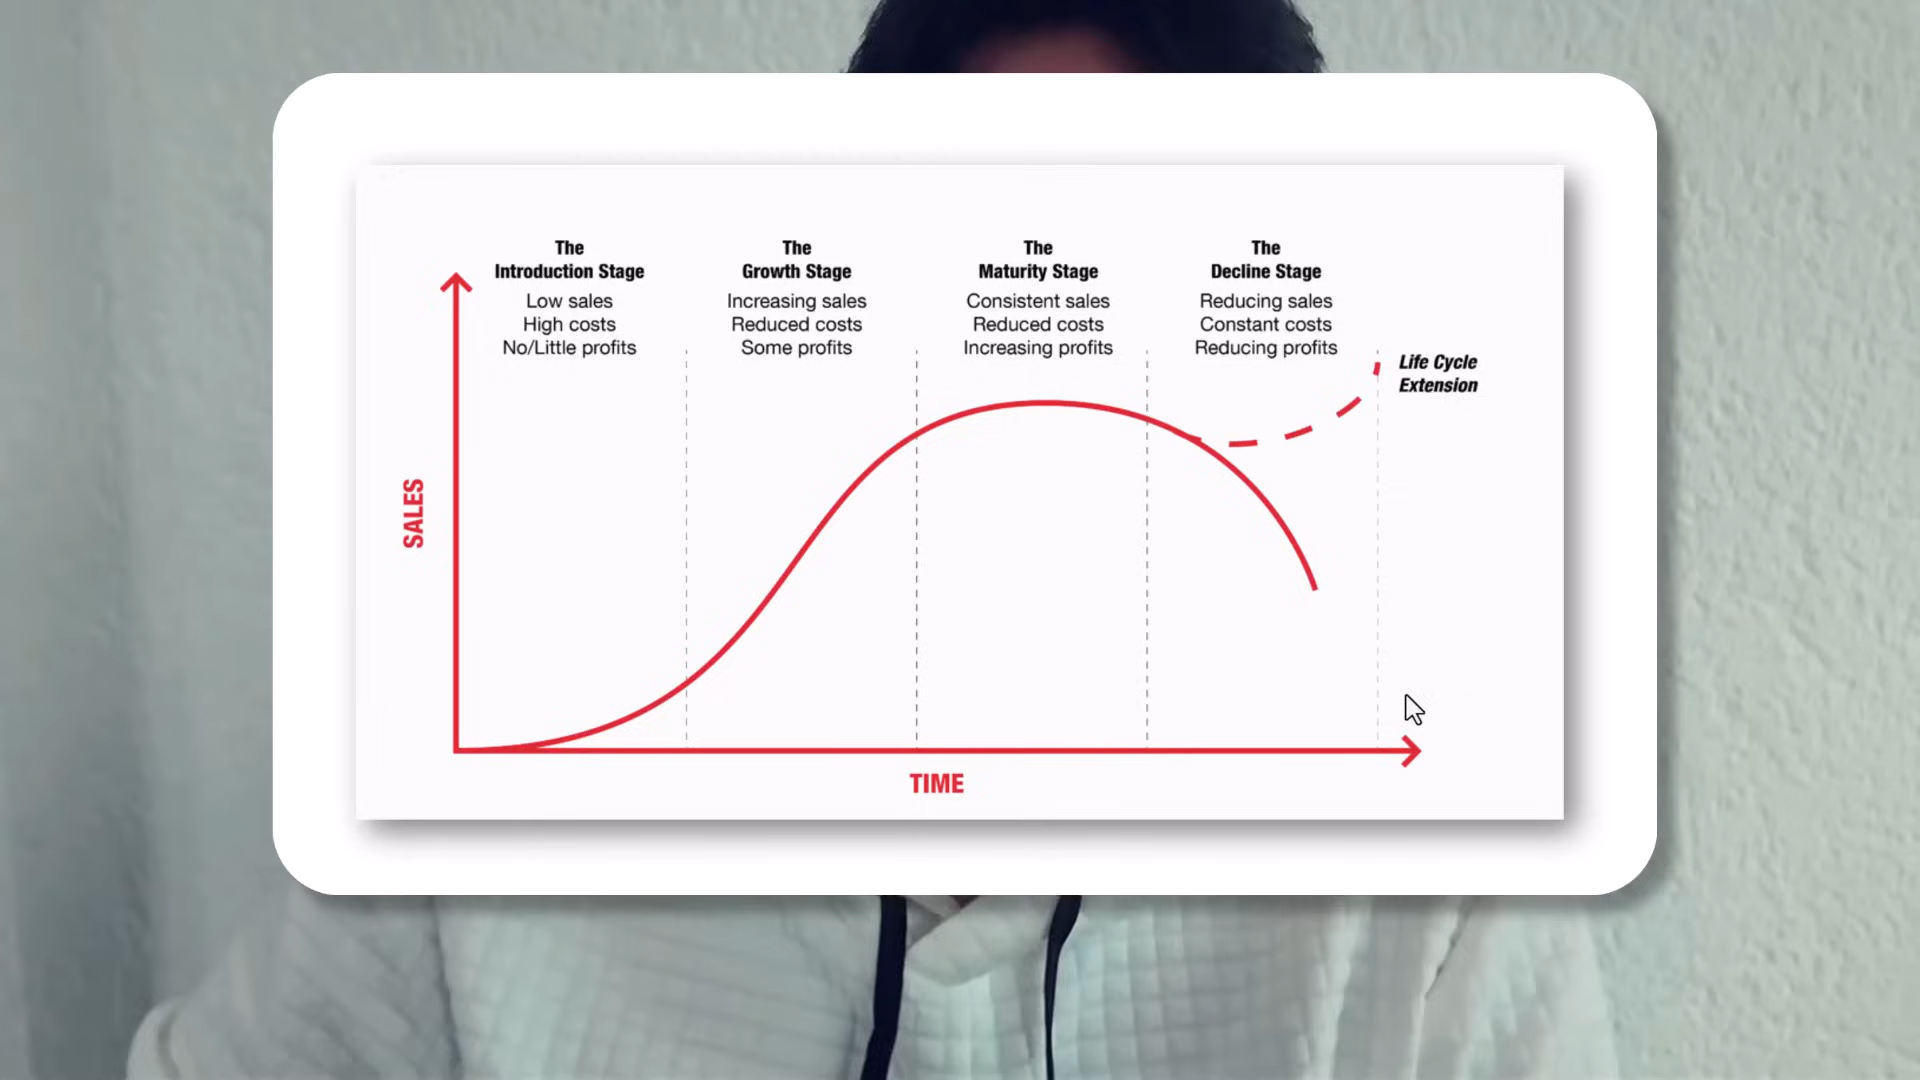 The
Introduction Stage
Low sales
High costs
No/Little profits
The
Growth Stage
Increasing sales
Reduced costs
Some profits
The
Maturity Stage
Consistent sales
Reduced costs
Increasing profits
The
Decline Stage
Reducing sales
Constant costs
Reducing profits
Life Cycle
Extension
SALES
TIME